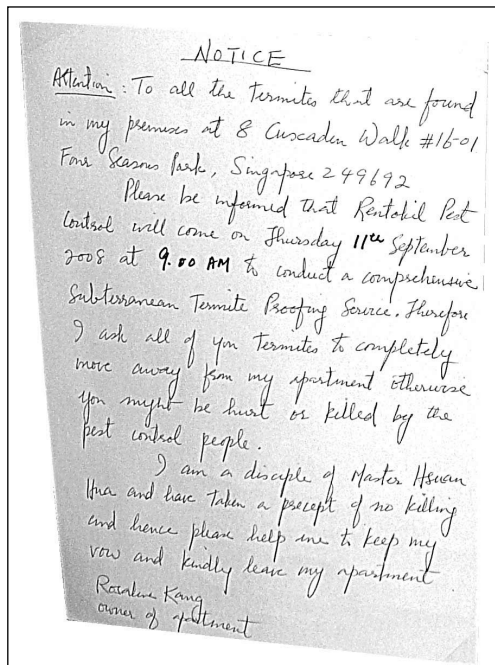 NOTICE
Attention: To all the Termites that are found
in my premises at 8 Cuscaden Walk #16-01
Four Seasons Park, Singapore 249692
Please be informed that Rentokil Pest
Control will come on Thursday 11th September
2008 at 9.00 AM to conduct a comprehensive
Subterranean Termite Proofing Service. Therefore
I ask all of you Termites to completely
move away from my apartment otherwise
you might be hurt or killed by the
pest control people.
I am a disciple of Master Hsuan
Hua and have taken a precept of no killing
and hence please help me to keep my
vow and kindly leave my apartment
Rosaline Kang
owner of apartment